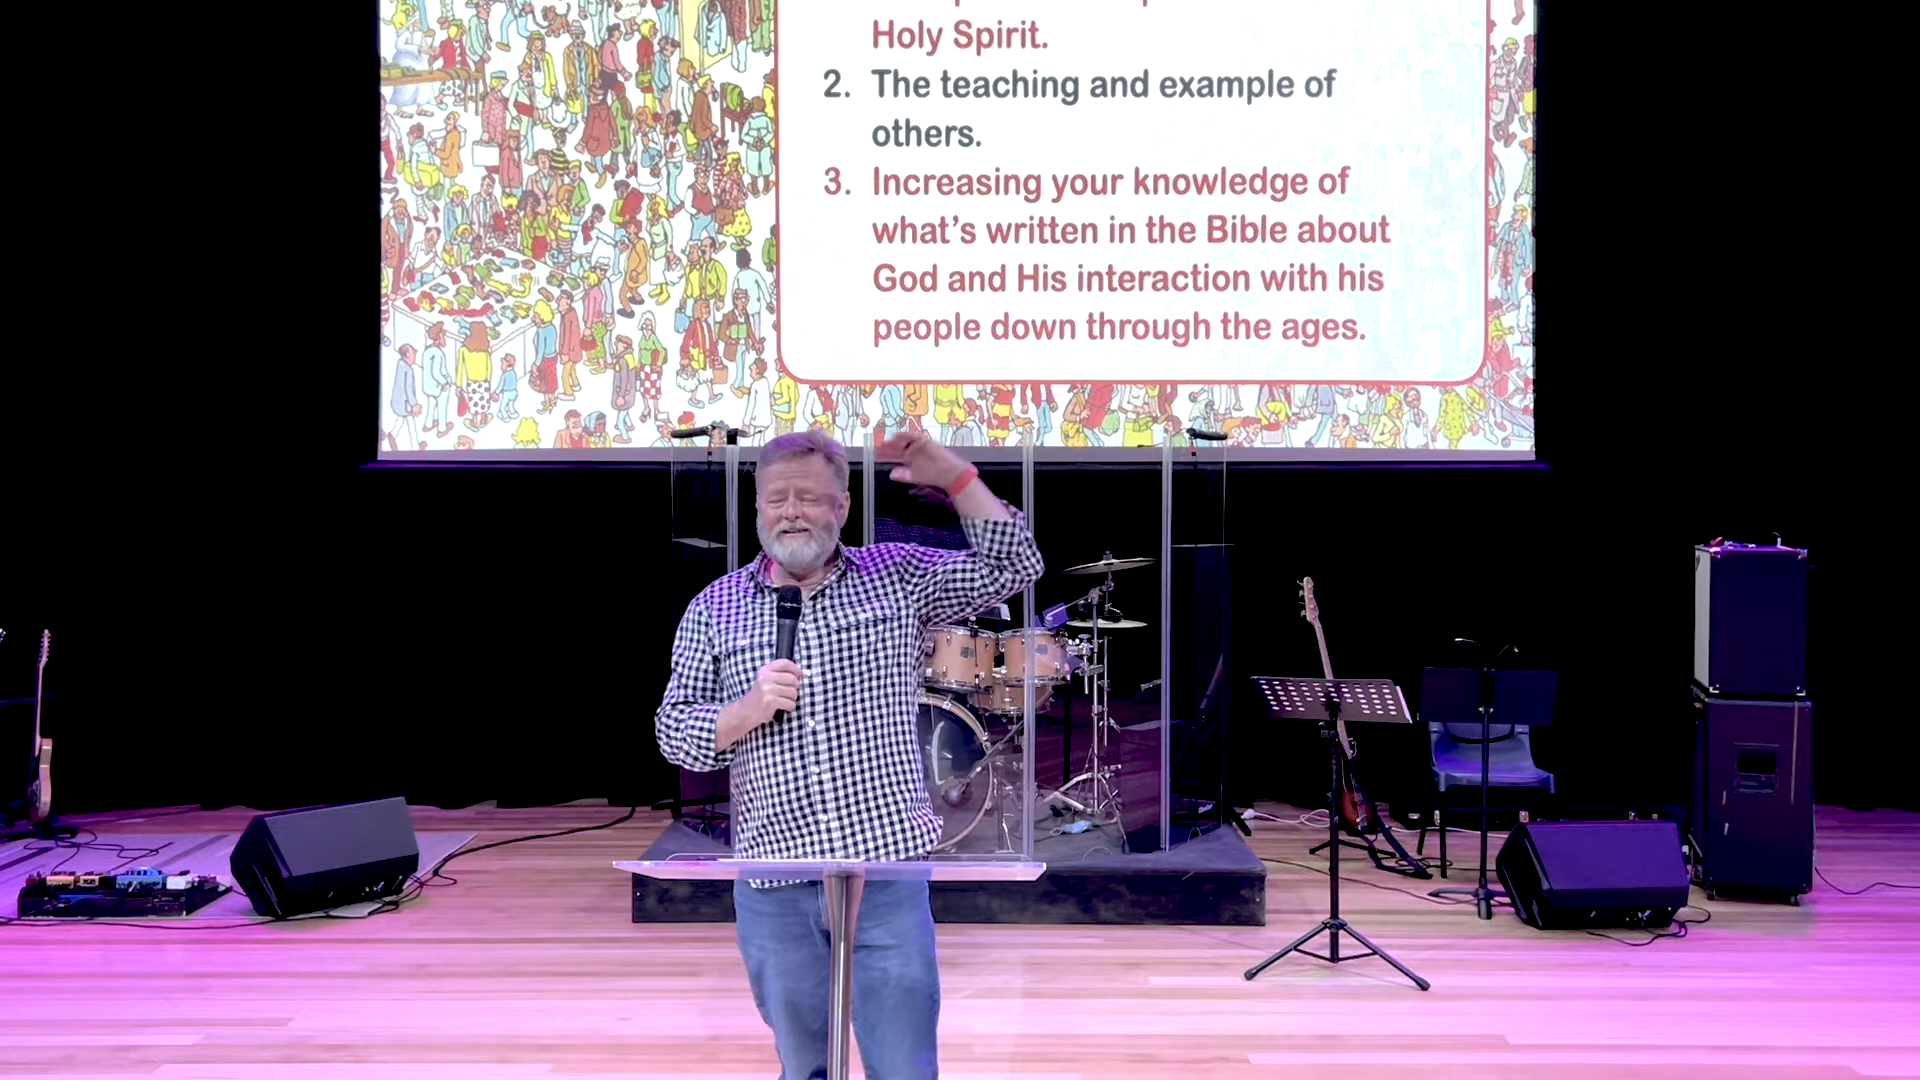 Holy Spirit.
2. The teaching and example of
others.
3. Increasing your knowledge of
what's written in the Bible about
God and His interaction with his
people down through the ages.